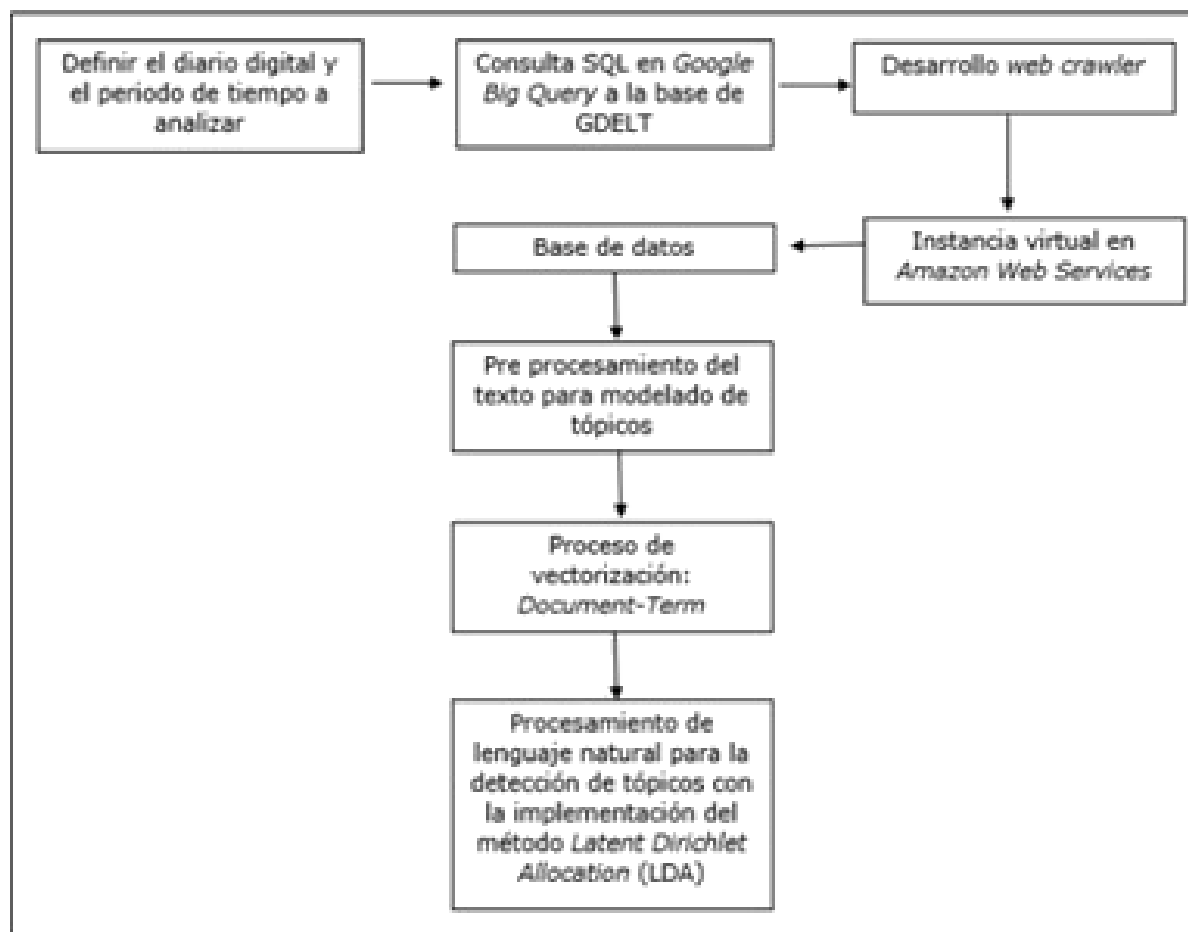 Definir el diario digital y
el periodo de tiempo a
analizar
Consulta SQL en Google
Big Query a la base de
GDELT
Desarrollo web crawler
Instancia virtual en
Amazon Web Services
Base de datos
Pre procesamiento del
texto para modelado de
tópicos
Proceso de
vectorización:
Document-Term
Procesamiento de
lenguaje natural para la
detección de tópicos con
la implementación del
método Latent Dirichlet
Allocation (LDA)